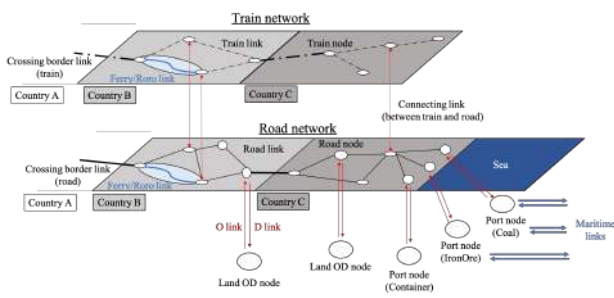 Train network
Train link
Train node
Crossing border link
(train)
Ferry/Roro link
Country A
Country B
Country C
Connecting link
(between train and road)
Road network
Road node
Road link
Crossing border link
(road)
Sea
Ferry/Roro link
Country A
Country B
Country C
O link
D link
Port node
(Coal)
Maritime
links
Port node
(IronOre)
Land OD node
Land OD node
Port node
(Container)